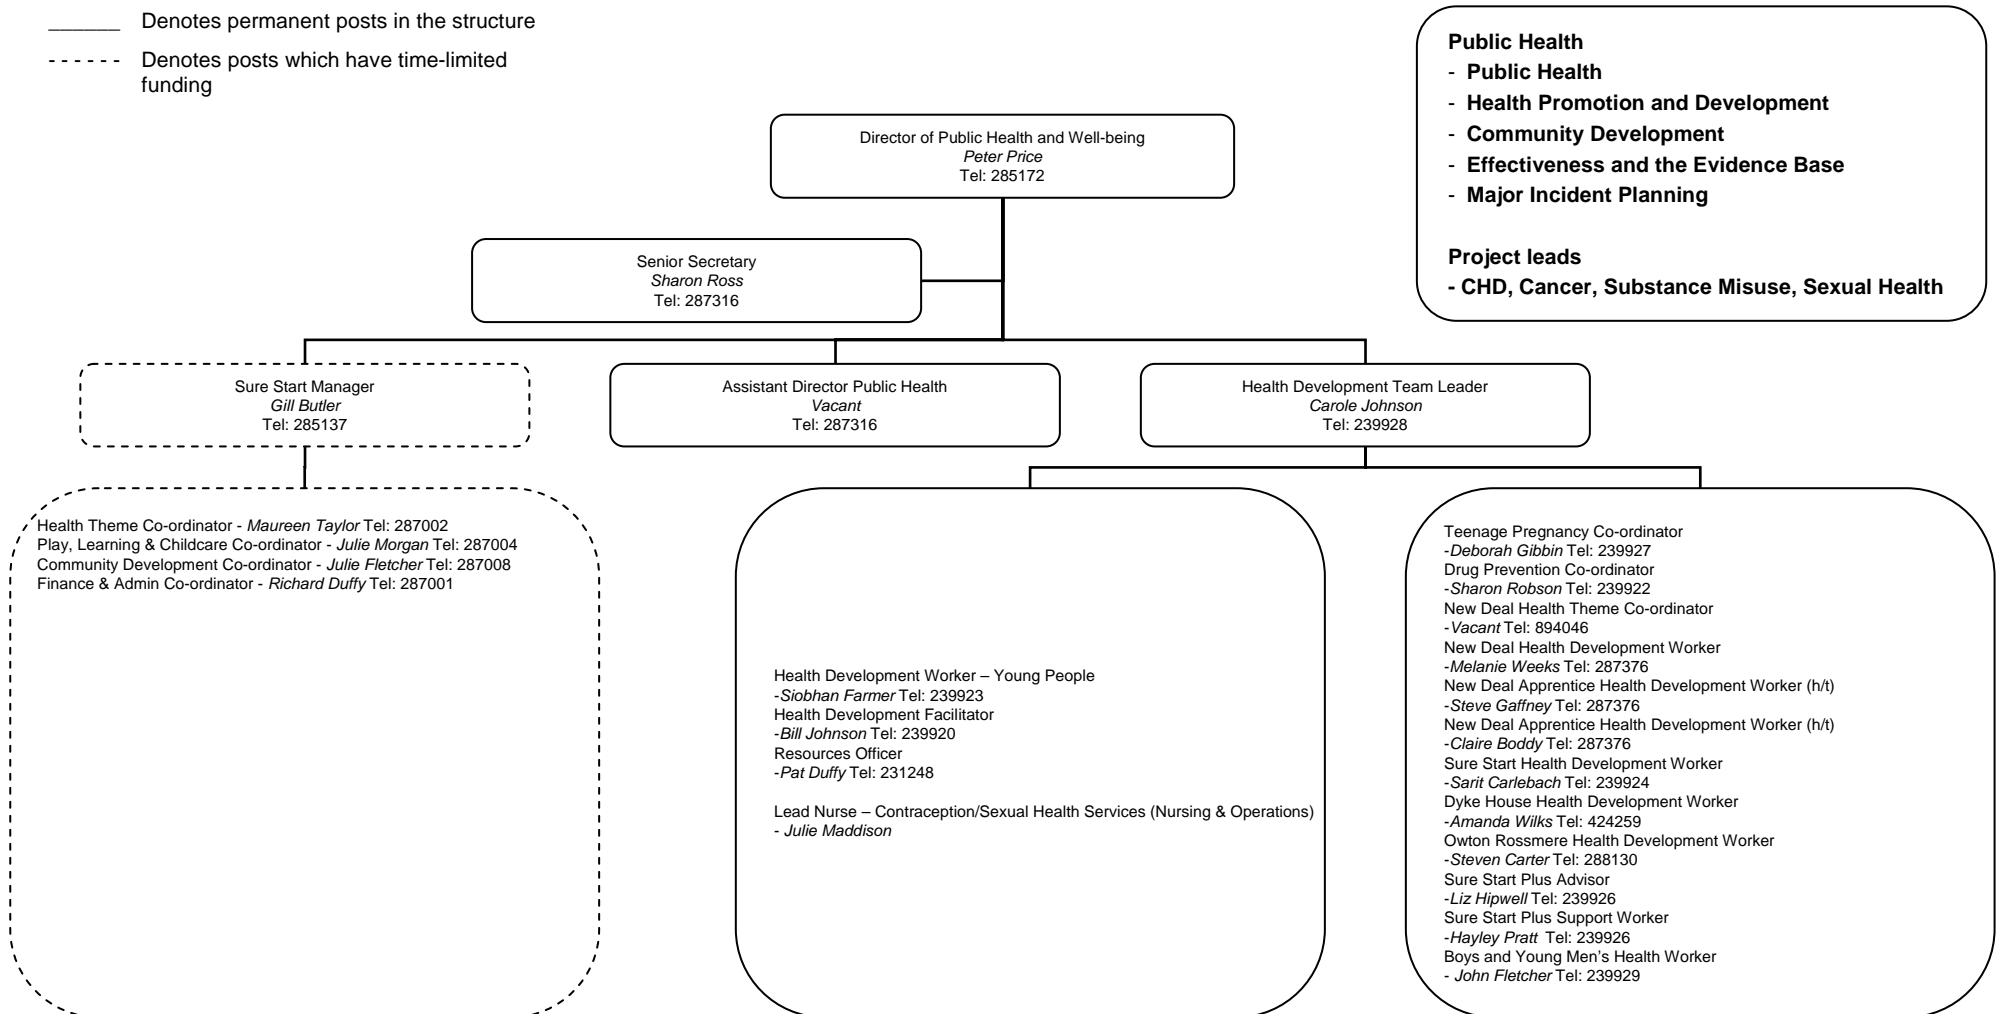 ______ Denotes permanent posts in the structure
- - - - - - Denotes posts which have time-limited
funding
Public Health
- Public Health
- Health Promotion and Development
- Community Development
- Effectiveness and the Evidence Base
- Major Incident Planning
Project leads
- CHD, Cancer, Substance Misuse, Sexual Health
Director of Public Health and Well-being
Peter Price
Tel: 285172
Senior Secretary
Sharon Ross
Tel: 287316
Sure Start Manager
Gill Butler
Tel: 285137
Assistant Director Public Health
Vacant
Tel: 287316
Health Development Team Leader
Carole Johnson
Tel: 239928
Health Theme Co-ordinator - Maureen Taylor Tel: 287002
Play, Learning & Childcare Co-ordinator - Julie Morgan Tel: 287004
Community Development Co-ordinator - Julie Fletcher Tel: 287008
Finance & Admin Co-ordinator - Richard Duffy Tel: 287001
Health Development Worker – Young People
-Siobhan Farmer Tel: 239923
Health Development Facilitator
-Bill Johnson Tel: 239920
Resources Officer
-Pat Duffy Tel: 231248
Lead Nurse – Contraception/Sexual Health Services (Nursing & Operations)
- Julie Maddison
Teenage Pregnancy Co-ordinator
-Deborah Gibbin Tel: 239927
Drug Prevention Co-ordinator
-Sharon Robson Tel: 239922
New Deal Health Theme Co-ordinator
-Vacant Tel: 894046
New Deal Health Development Worker
-Melanie Weeks Tel: 287376
New Deal Apprentice Health Development Worker (h/t)
-Steve Gaffney Tel: 287376
New Deal Apprentice Health Development Worker (h/t)
-Claire Boddy Tel: 287376
Sure Start Health Development Worker
-Sarit Carlebach Tel: 239924
Dyke House Health Development Worker
-Amanda Wilks Tel: 424259
Owton Rossmere Health Development Worker
-Steven Carter Tel: 288130
Sure Start Plus Advisor
-Liz Hipwell Tel: 239926
Sure Start Plus Support Worker
-Hayley Pratt Tel: 239926
Boys and Young Men's Health Worker
- John Fletcher Tel: 239929